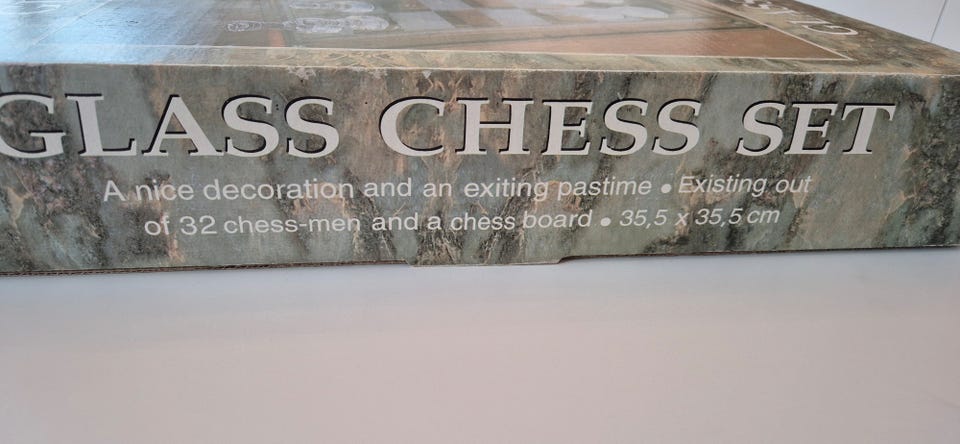 GLASS CHESS SET
A nice decoration and an exiting pastime • Existing out
of 32 chess-men and a chess board • 35,5 x 35,5 cm